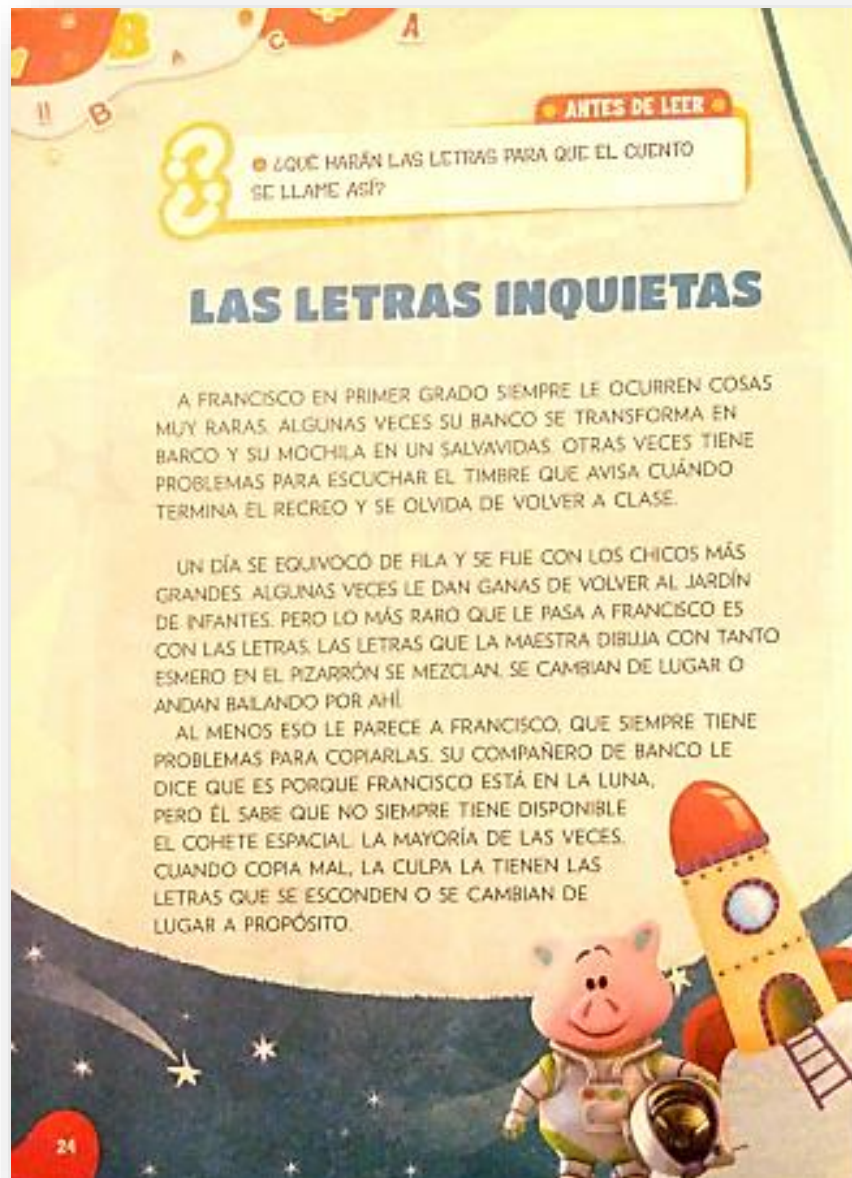 B
A
C
A
B
ANTES DE LEER
¿QUÉ HARÁN LAS LETRAS PARA QUE EL CUENTO
SE LLAME ASÍ?
LAS LETRAS INQUIETAS
A FRANCISCO EN PRIMER GRADO SIEMPRE LE OCURREN COSAS
MUY RARAS. ALGUNAS VECES SU BANCO SE TRANSFORMA EN
BARCO Y SU MOCHILA EN UN SALVAVIDAS. OTRAS VECES TIENE
PROBLEMAS PARA ESCUCHAR EL TIMBRE QUE AVISA CUÁNDO
TERMINA EL RECREO Y SE OLVIDA DE VOLVER A CLASE.
UN DÍA SE EQUIVOCÓ DE FILA Y SE FUE CON LOS CHICOS MÁS
GRANDES. ALGUNAS VECES LE DAN GANAS DE VOLVER AL JARDÍN
DE INFANTES. PERO LO MÁS RARO QUE LE PASA A FRANCISCO ES
CON LAS LETRAS. LAS LETRAS QUE LA MAESTRA DIBUJA CON TANTO
ESMERO EN EL PIZARRÓN SE MEZCLAN, SE CAMBIAN DE LUGAR O
ANDAN BAILANDO POR AHÍ.
AL MENOS ESO LE PARECE A FRANCISCO, QUE SIEMPRE TIENE
PROBLEMAS PARA COPIARLAS. SU COMPAÑERO DE BANCO LE
DICE QUE ES PORQUE FRANCISCO ESTÁ EN LA LUNA,
PERO ÉL SABE QUE NO SIEMPRE TIENE DISPONIBLE
EL COHETE ESPACIAL. LA MAYORÍA DE LAS VECES,
CUANDO COPIA MAL, LA CULPA LA TIENEN LAS
LETRAS QUE SE ESCONDEN O SE CAMBIAN DE
LUGAR A PROPÓSITO.
24